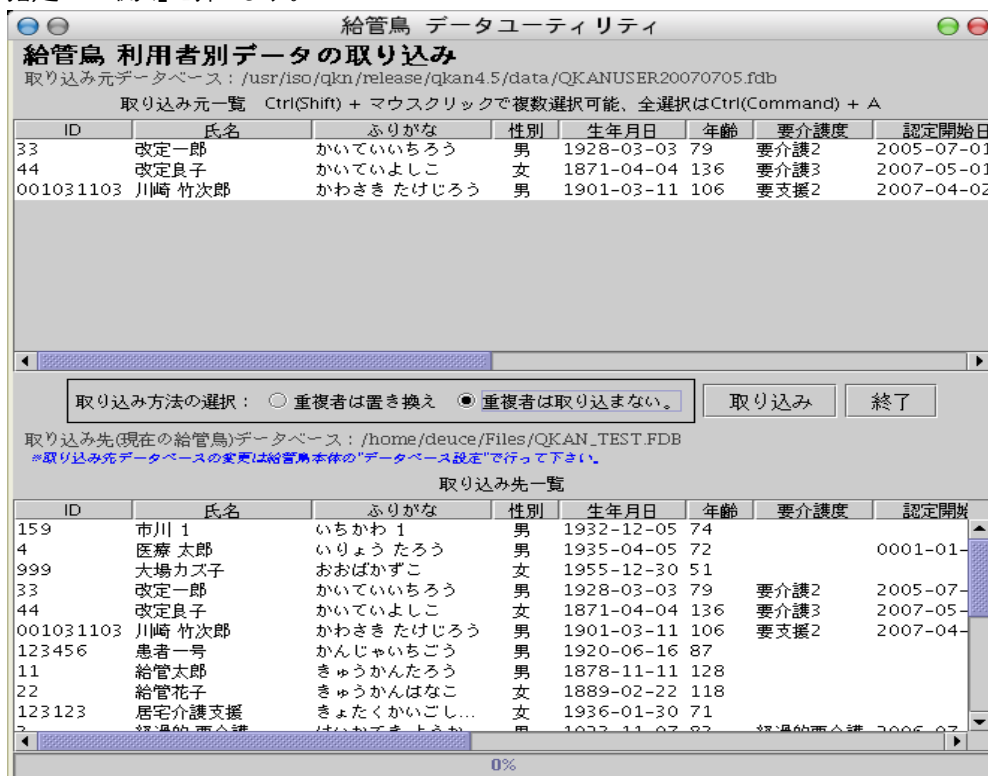 給管鳥 データユーティリティ
給管鳥 利用者別データの取り込み
取り込み元データベース：/usr/iso/qkn/release/qkan4.5/data/QKANUSER20070705.fdb
取り込み元一覧 Ctrl(Shift) + マウスクリックで複数選択可能、全選択はCtrl(Command) + A
ID 氏名 ふりがな 性別 生年月日 年齢 要介護度 認定開始日
33 改定一郎 かいていいちろう 男 1928-03-03 79 要介護2 2005-07-01
44 改定良子 かいていよしこ 女 1871-04-04 136 要介護3 2007-05-01
001031103 川崎 竹次郎 かわさき たけじろう 男 1901-03-11 106 要支援2 2007-04-02
取り込み方法の選択： 重複者は置き換え 重複者は取り込まない。 取り込み 終了
取り込み先(現在の給管鳥)データベース：/home/deuce/Files/QKAN_TEST.FDB
※取り込み先データベースの変更は給管鳥本体の"データベース設定"で行って下さい。
取り込み先一覧
ID 氏名 ふりがな 性別 生年月日 年齢 要介護度 認定開始
159 市川 1 いちかわ 1 男 1932-12-05 74
4 医療 太郎 いりょう たろう 男 1935-04-05 72 0001-01-
999 大場カズ子 おおばかずこ 女 1955-12-30 51
33 改定一郎 かいていいちろう 男 1928-03-03 79 要介護2 2005-07-
44 改定良子 かいていよしこ 女 1871-04-04 136 要介護3 2007-05-
001031103 川崎 竹次郎 かわさき たけじろう 男 1901-03-11 106 要支援2 2007-04-
123456 患者一号 かんじゃいちごう 男 1920-06-16 87
11 給管太郎 きゅうかんたろう 男 1878-11-11 128
22 給管花子 きゅうかんはなこ 女 1889-02-22 118
123123 居宅介護支援 きょたくかいごし... 女 1936-01-30 71
0%